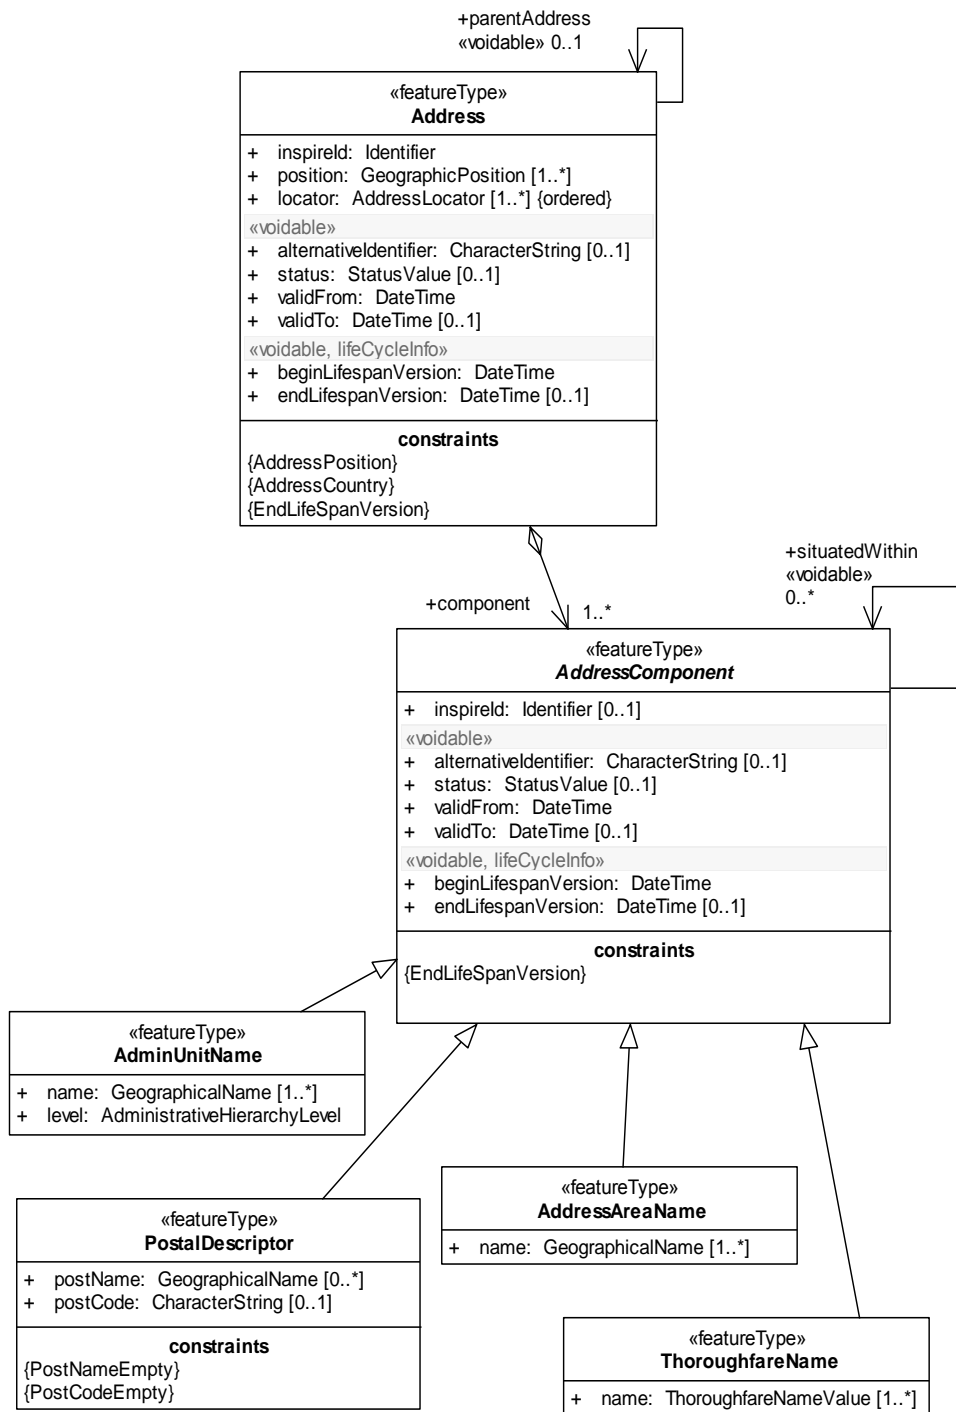 +parentAddress
«voidable» 0..1
«featureType»
Address
+ inspireId: Identifier
+ position: GeographicPosition [1..*]
+ locator: AddressLocator [1..*] {ordered}
«voidable»
+ alternativeIdentifier: CharacterString [0..1]
+ status: StatusValue [0..1]
+ validFrom: DateTime
+ validTo: DateTime [0..1]
«voidable, lifeCycleInfo»
+ beginLifespanVersion: DateTime
+ endLifespanVersion: DateTime [0..1]
constraints
{AddressPosition}
{AddressCountry}
{EndLifeSpanVersion}
+situatedWithin
«voidable»
0..*
+component
1..*
«featureType»
AddressComponent
+ inspireId: Identifier [0..1]
«voidable»
+ alternativeIdentifier: CharacterString [0..1]
+ status: StatusValue [0..1]
+ validFrom: DateTime
+ validTo: DateTime [0..1]
«voidable, lifeCycleInfo»
+ beginLifespanVersion: DateTime
+ endLifespanVersion: DateTime [0..1]
constraints
{EndLifeSpanVersion}
«featureType»
AdminUnitName
+ name: GeographicalName [1..*]
+ level: AdministrativeHierarchyLevel
«featureType»
AddressAreaName
+ name: GeographicalName [1..*]
«featureType»
PostalDescriptor
+ postName: GeographicalName [0..*]
+ postCode: CharacterString [0..1]
constraints
{PostNameEmpty}
{PostCodeEmpty}
«featureType»
ThoroughfareName
+ name: ThoroughfareNameValue [1..*]